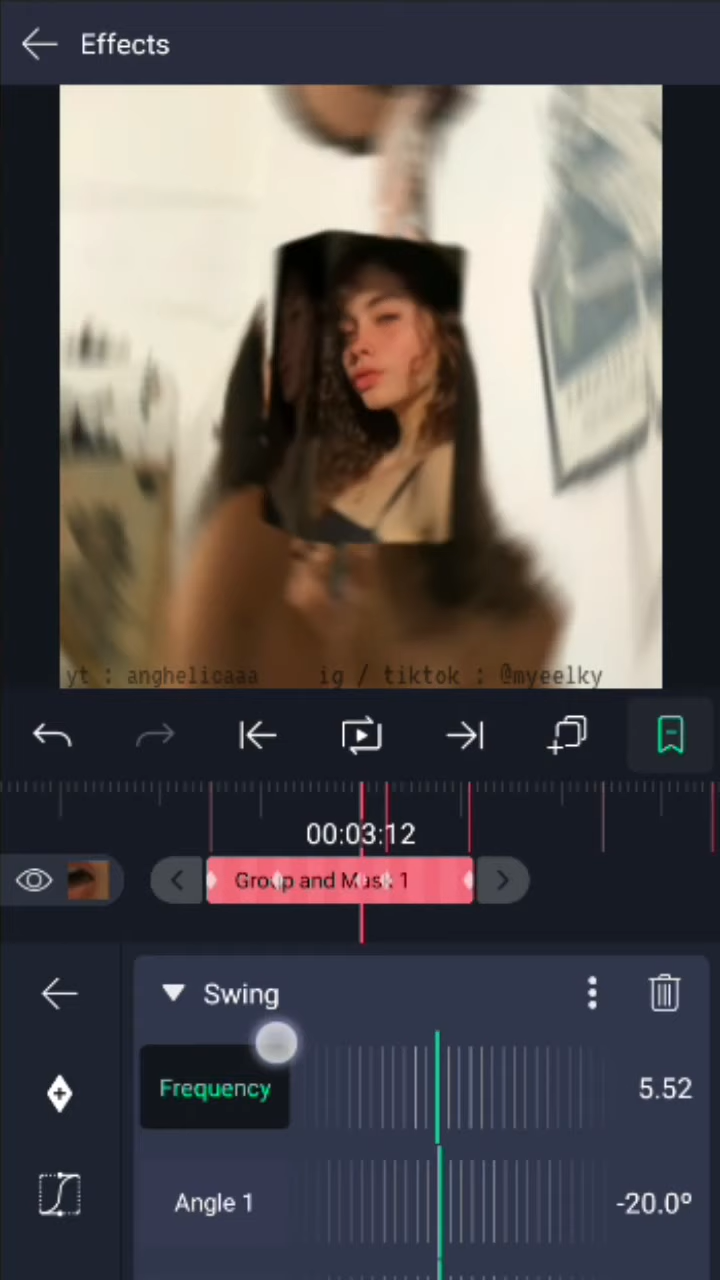 Effects
yt : anghelicaaa ig / tiktok : @myeelky
00:03:12
Group and Mask 1
Swing
Frequency
5.52
Angle 1
-20.0º